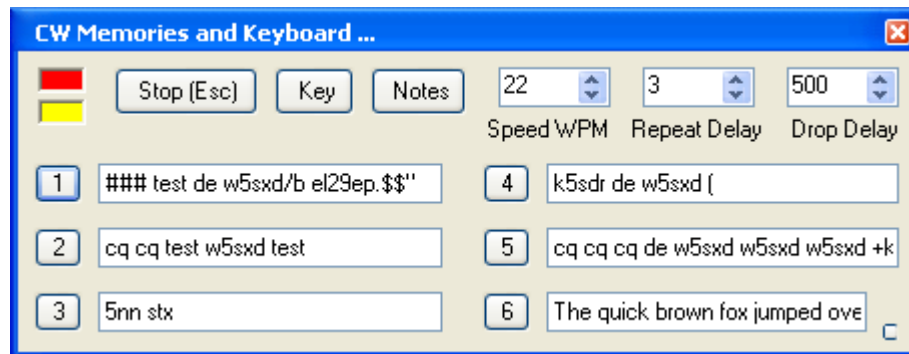 CW Memories and Keyboard ...
Stop (Esc) Key Notes 22 3 500
Speed WPM Repeat Delay Drop Delay
1 ### test de w5sxd/b el29ep.$$" 4 k5sdr de w5sxd (
2 cq cq test w5sxd test 5 cq cq cq de w5sxd w5sxd w5sxd +k
3 5nn stx 6 The quick brown fox jumped ove